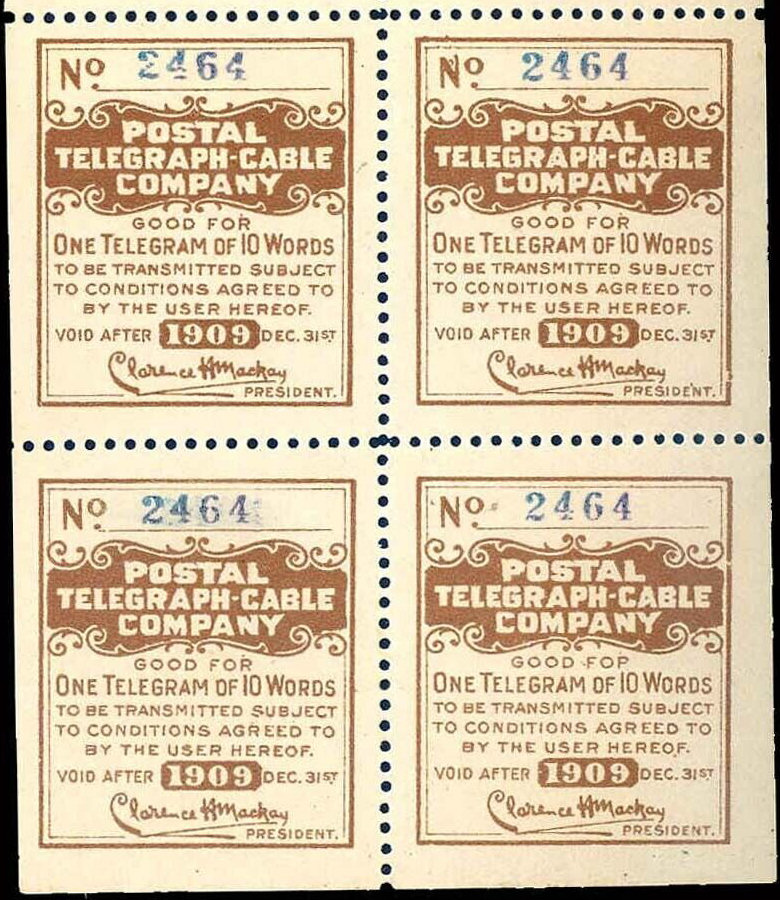 No. 2464
POSTAL
TELEGRAPH-CABLE
COMPANY
GOOD FOR
ONE TELEGRAM OF 10 WORDS
TO BE TRANSMITTED SUBJECT
TO CONDITIONS AGREED TO
BY THE USER HEREOF.
VOID AFTER 1909 DEC. 31ST
Clarence H Mackay
PRESIDENT.
No. 2464
POSTAL
TELEGRAPH-CABLE
COMPANY
GOOD FOR
ONE TELEGRAM OF 10 WORDS
TO BE TRANSMITTED SUBJECT
TO CONDITIONS AGREED TO
BY THE USER HEREOF.
VOID AFTER 1909 DEC. 31ST
Clarence H Mackay
PRESIDENT.
No. 2464
POSTAL
TELEGRAPH-CABLE
COMPANY
GOOD FOR
ONE TELEGRAM OF 10 WORDS
TO BE TRANSMITTED SUBJECT
TO CONDITIONS AGREED TO
BY THE USER HEREOF.
VOID AFTER 1909 DEC. 31ST
Clarence H Mackay
PRESIDENT.
No. 2464
POSTAL
TELEGRAPH-CABLE
COMPANY
GOOD FOR
ONE TELEGRAM OF 10 WORDS
TO BE TRANSMITTED SUBJECT
TO CONDITIONS AGREED TO
BY THE USER HEREOF.
VOID AFTER 1909 DEC. 31ST
Clarence H Mackay
PRESIDENT.